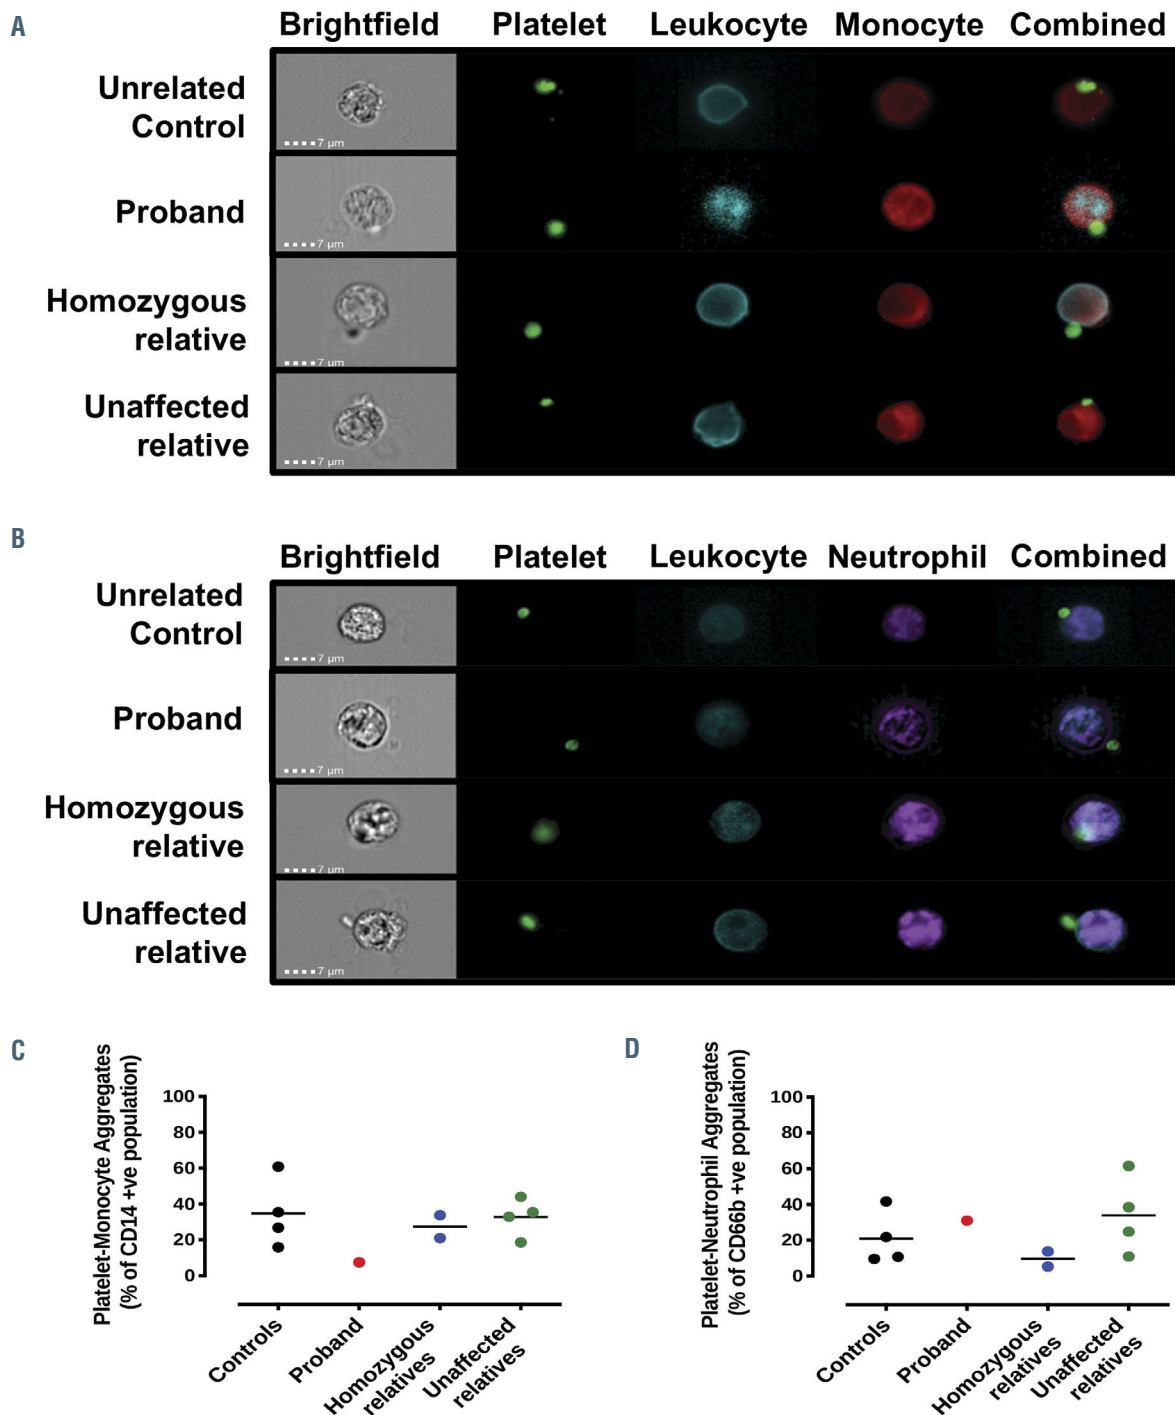 A
Brightfield Platelet Leukocyte Monocyte Combined
Unrelated
Control
7 μm
Proband
7 μm
Homozygous
relative
7 μm
Unaffected
relative
7 μm
B
Brightfield Platelet Leukocyte Neutrophil Combined
Unrelated
Control
7 μm
Proband
7 μm
Homozygous
relative
7 μm
Unaffected
relative
7 μm
C
Platelet-Monocyte Aggregates
(% of CD14 +ve population)
100
80
60
40
20
0
Controls
Proband
Homozygous
relatives
Unaffected
relatives
D
Platelet-Neutrophil Aggregates
(% of CD66b +ve population)
100
80
60
40
20
0
Controls
Proband
Homozygous
relatives
Unaffected
relatives